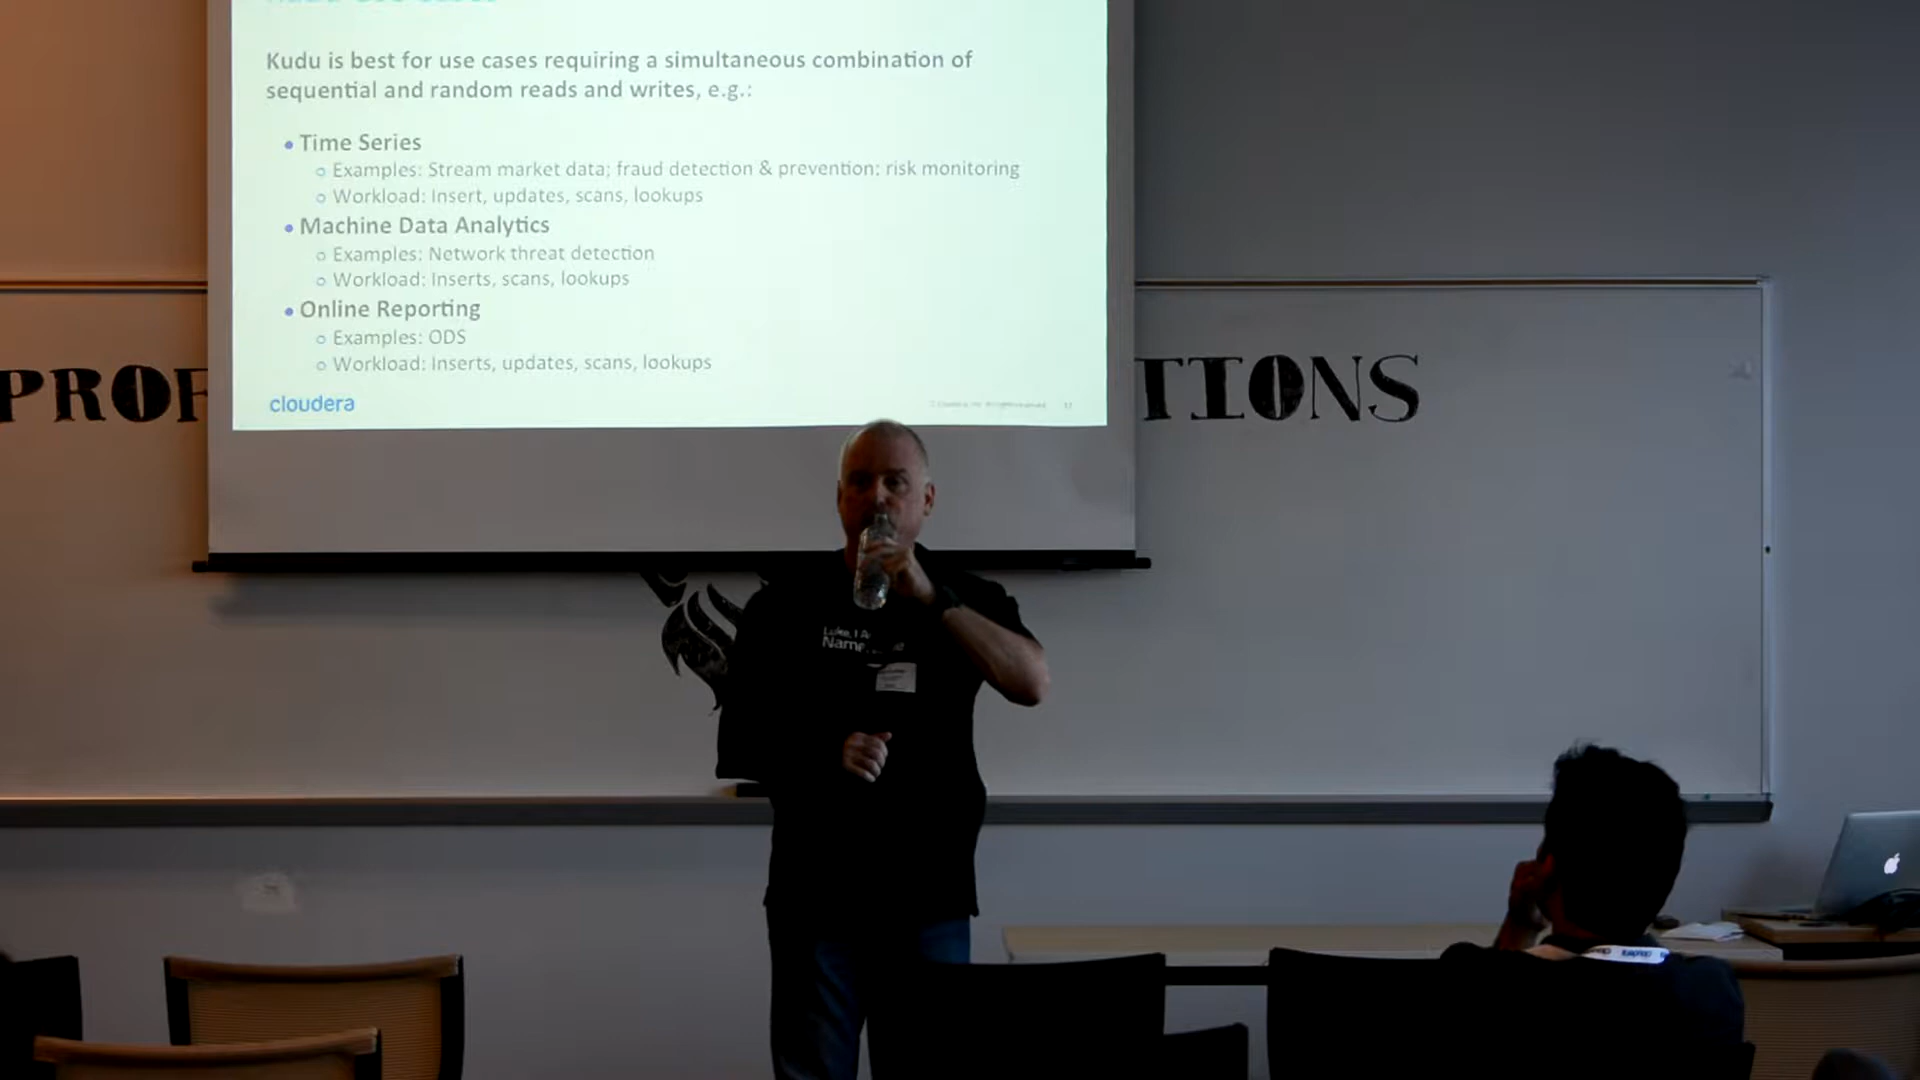 Kudu is best for use cases requiring a simultaneous combination of
sequential and random reads and writes, e.g.:
• Time Series
○ Examples: Stream market data; fraud detection & prevention; risk monitoring
○ Workload: Insert, updates, scans, lookups
• Machine Data Analytics
○ Examples: Network threat detection
○ Workload: Inserts, scans, lookups
• Online Reporting
○ Examples: ODS
○ Workload: Inserts, updates, scans, lookups
cloudera
PROF
TIONS
Luke, I A
Name